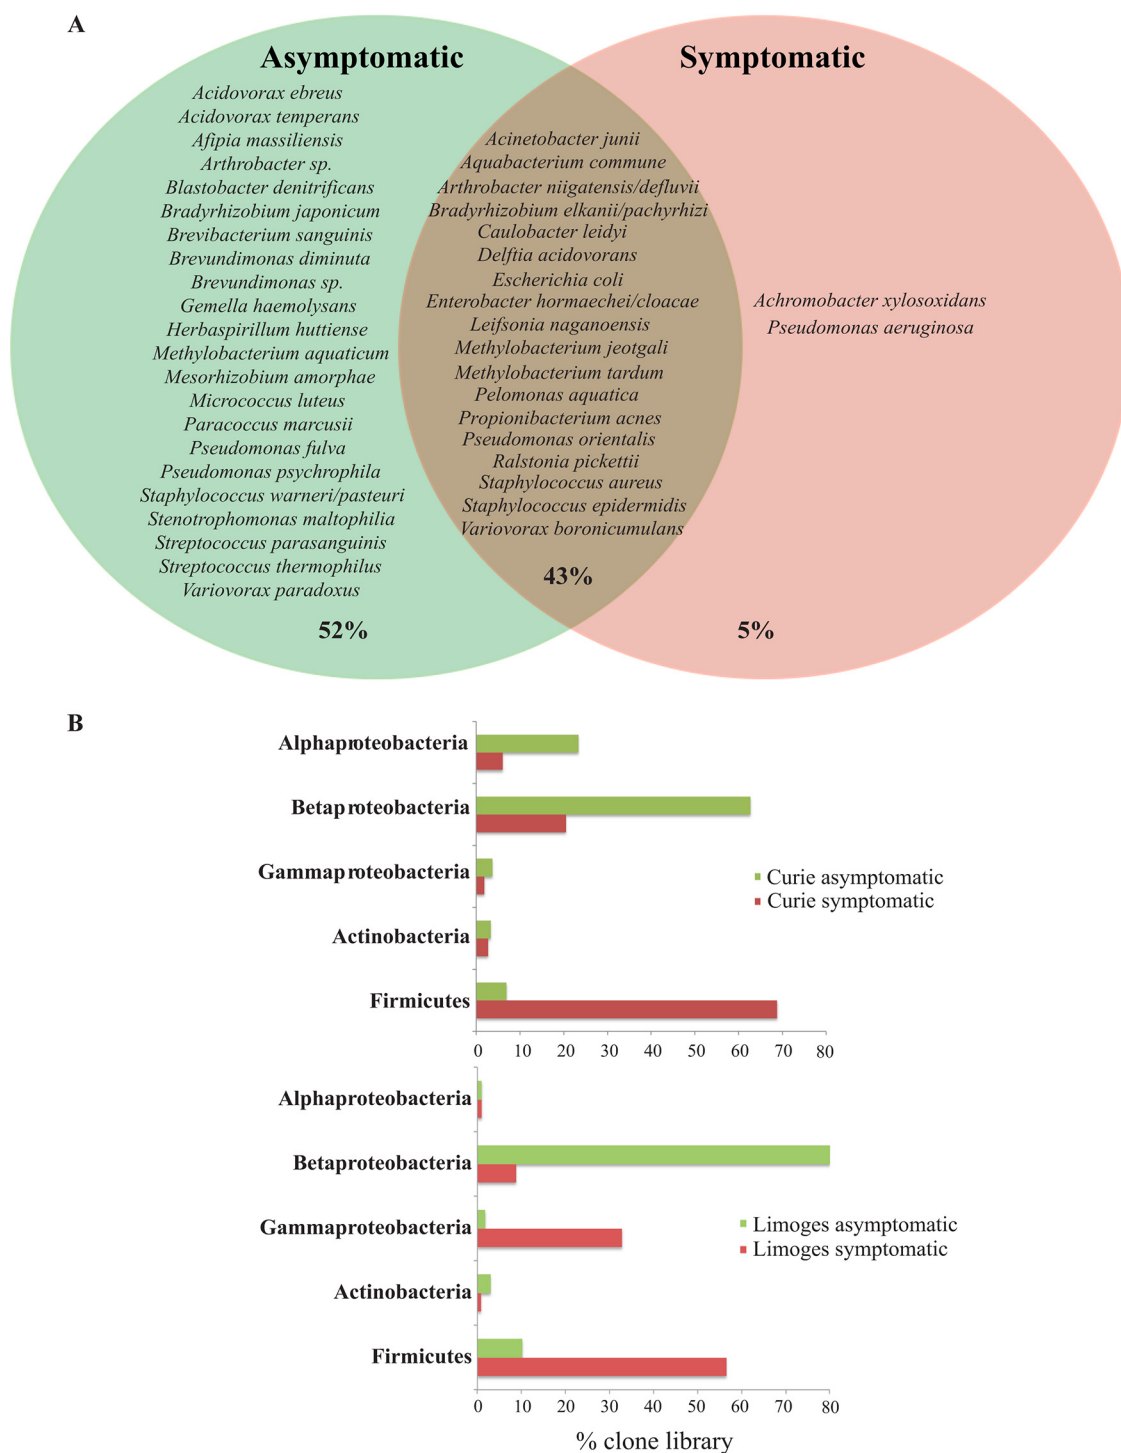 A
Asymptomatic
Symptomatic
Acidovorax ebreus
Acidovorax temperans
Afipia massiliensis
Arthrobacter sp.
Blastobacter denitrificans
Bradyrhizobium japonicum
Brevibacterium sanguinis
Brevundimonas diminuta
Brevundimonas sp.
Gemella haemolysans
Herbaspirillum huttiense
Methylobacterium aquaticum
Mesorhizobium amorphae
Micrococcus luteus
Paracoccus marcusii
Pseudomonas fulva
Pseudomonas psychrophila
Staphylococcus warneri/pasteuri
Stenotrophomonas maltophilia
Streptococcus parasanguinis
Streptococcus thermophilus
Variovorax paradoxus
52%
Acinetobacter junii
Aquabacterium commune
Arthrobacter niigatensis/defluvii
Bradyrhizobium elkanii/pachyrhizi
Caulobacter leidyi
Delftia acidovorans
Escherichia coli
Enterobacter hormaechei/cloacae
Leifsonia naganoensis
Methylobacterium jeotgali
Methylobacterium tardum
Pelomonas aquatica
Propionibacterium acnes
Pseudomonas orientalis
Ralstonia pickettii
Staphylococcus aureus
Staphylococcus epidermidis
Variovorax boronicumulans
43%
Achromobacter xylosoxidans
Pseudomonas aeruginosa
5%
B
Alphaproteobacteria
Betaproteobacteria
Gammaproteobacteria
Actinobacteria
Firmicutes
0 10 20 30 40 50 60 70 80
Curie asymptomatic
Curie symptomatic
Alphaproteobacteria
Betaproteobacteria
Gammaproteobacteria
Actinobacteria
Firmicutes
0 10 20 30 40 50 60 70 80
Limoges asymptomatic
Limoges symptomatic
% clone library